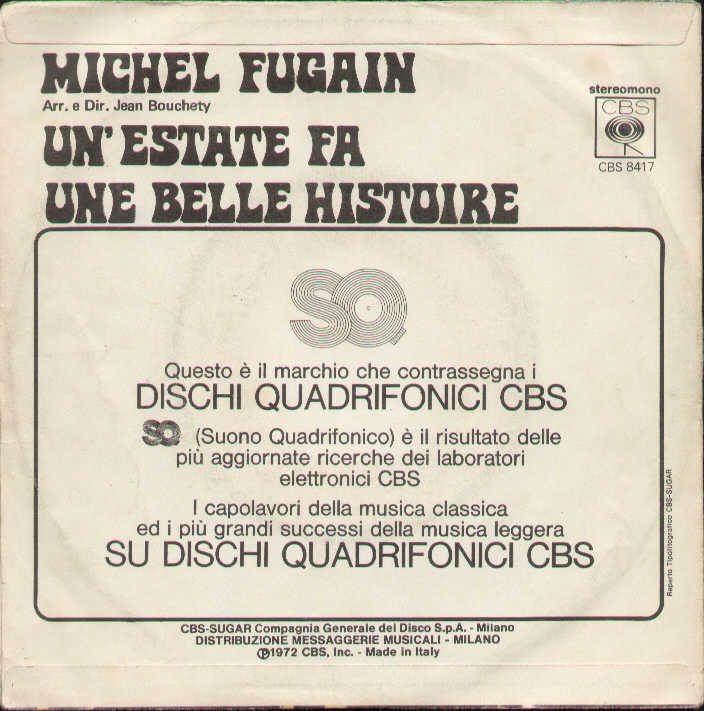 MICHEL FUGAIN
Arr. e Dir. Jean Bouchety
UN'ESTATE FA
UNE BELLE HISTOIRE
stereomono
CBS
CBS 8417
SQ
Questo è il marchio che contrassegna i
DISCHI QUADRIFONICI CBS
SQ (Suono Quadrifonico) è il risultato delle
più aggiornate ricerche dei laboratori
elettronici CBS
I capolavori della musica classica
ed i più grandi successi della musica leggera
SU DISCHI QUADRIFONICI CBS
Reparto Tipolitografico CBS-SUGAR
CBS-SUGAR Compagnia Generale del Disco S.p.A. - Milano
DISTRIBUZIONE MESSAGGERIE MUSICALI - MILANO
℗1972 CBS, Inc. - Made in Italy